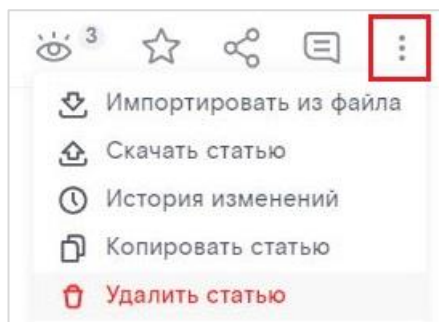 3
Импортировать из файла
Скачать статью
История изменений
Копировать статью
Удалить статью